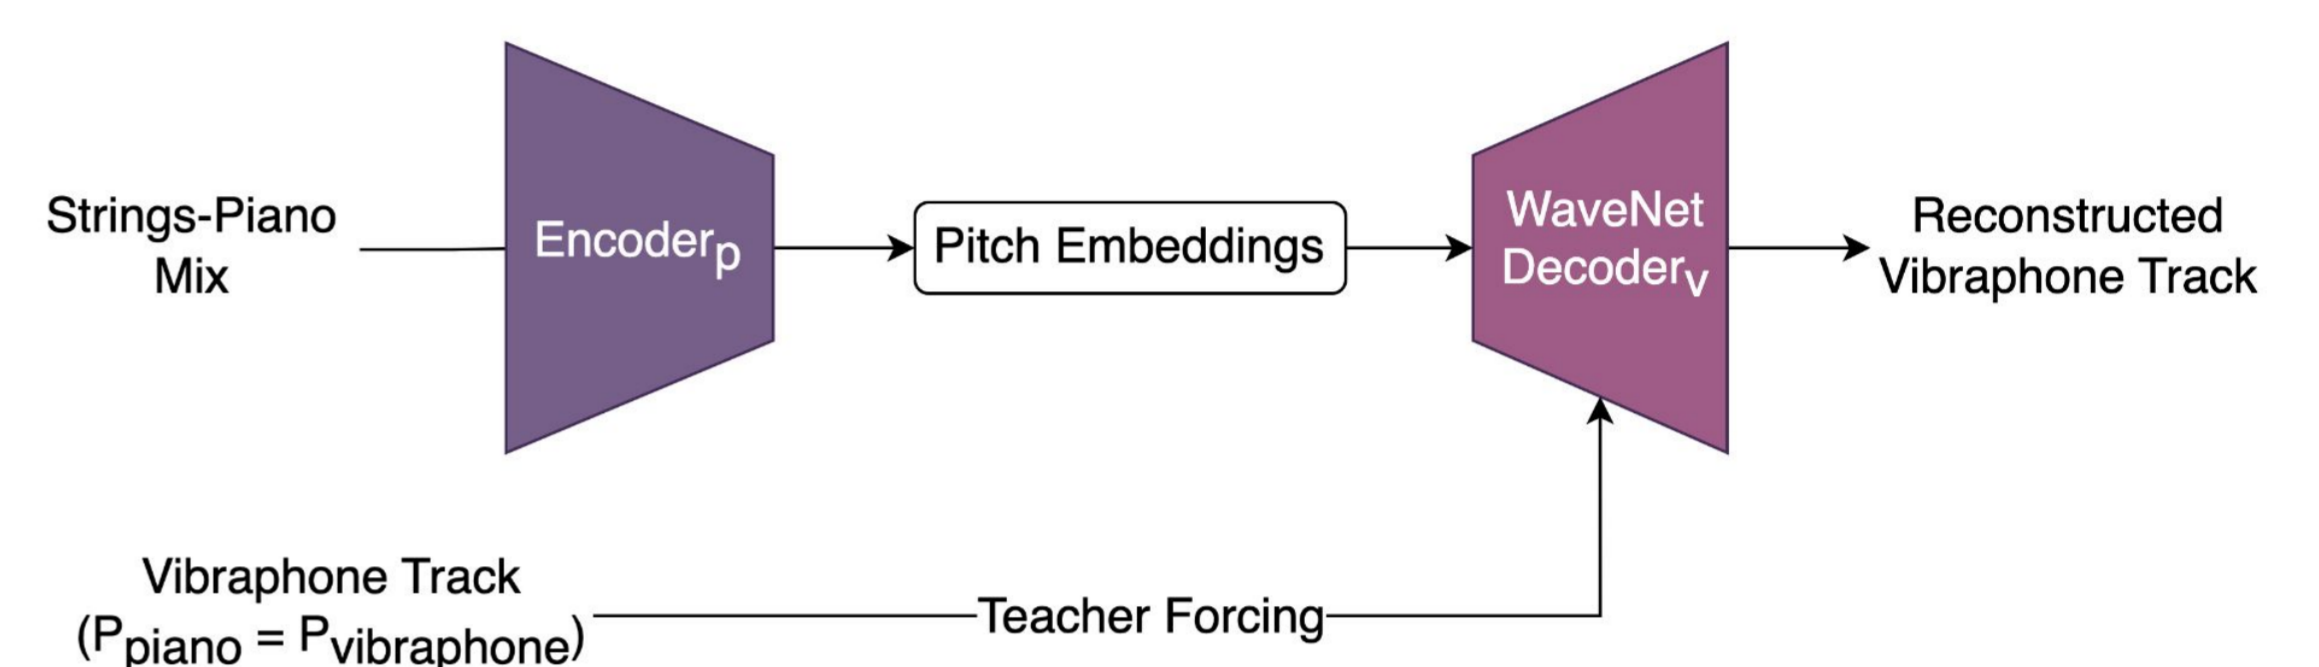 Strings-Piano
Mix
Encoderp
Pitch Embeddings
WaveNet
Decoderv
Reconstructed
Vibraphone Track
Vibraphone Track
(Ppiano = Pvibraphone)
Teacher Forcing